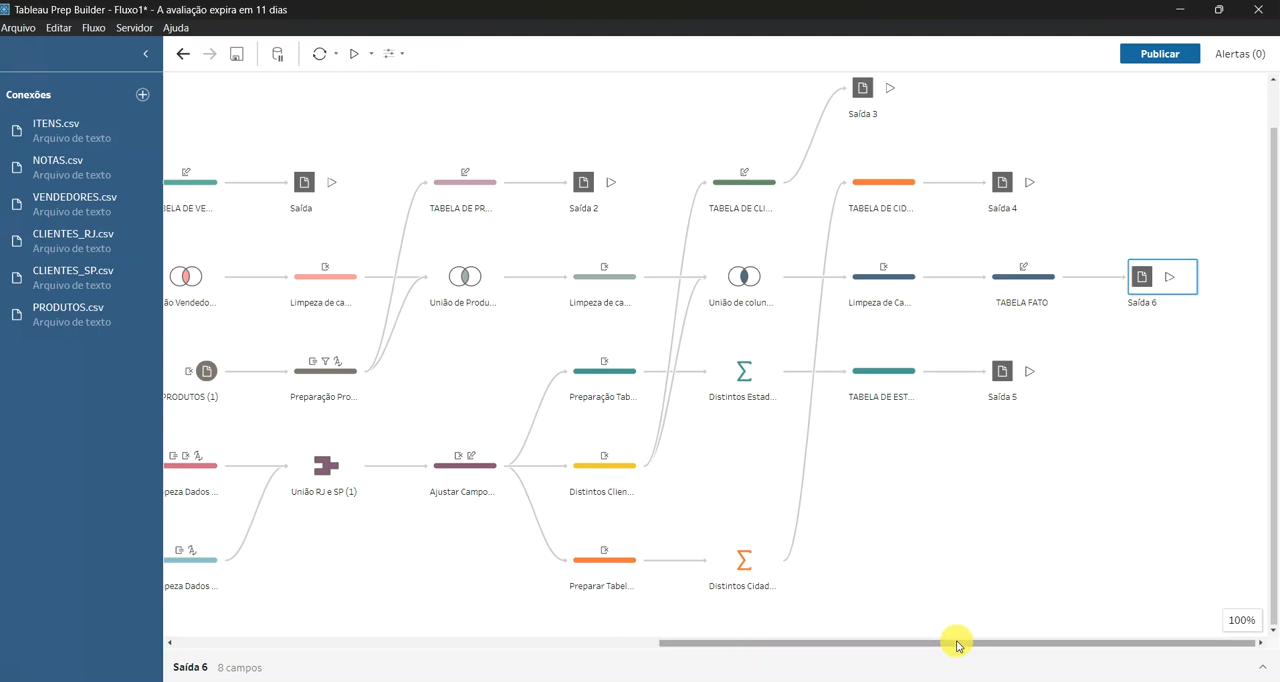 Tableau Prep Builder - Fluxo1* - A avaliação expira em 11 dias
Arquivo Editar Fluxo Servidor Ajuda
Publicar Alertas (0)
Conexões
ITENS.csv
Arquivo de texto
NOTAS.csv
Arquivo de texto
VENDEDORES.csv
Arquivo de texto
CLIENTES_RJ.csv
Arquivo de texto
CLIENTES_SP.csv
Arquivo de texto
PRODUTOS.csv
Arquivo de texto
Saída 3
BELA DE VE... Saída TABELA DE PR... Saída 2 TABELA DE CLI... TABELA DE CID... Saída 4
ão Vendedo... Limpeza de ca... União de Produ... Limpeza de ca... União de colun... Limpeza de Ca... TABELA FATO Saída 6
PRODUTOS (1) Preparação Pro... Preparação Tab... Distintos Estad... TABELA DE EST... Saída 5
peza Dados ... União RJ e SP (1) Ajustar Campo... Distintos Clien...
peza Dados ... Preparar Tabel... Distintos Cidad...
100%
Saída 6 8 campos